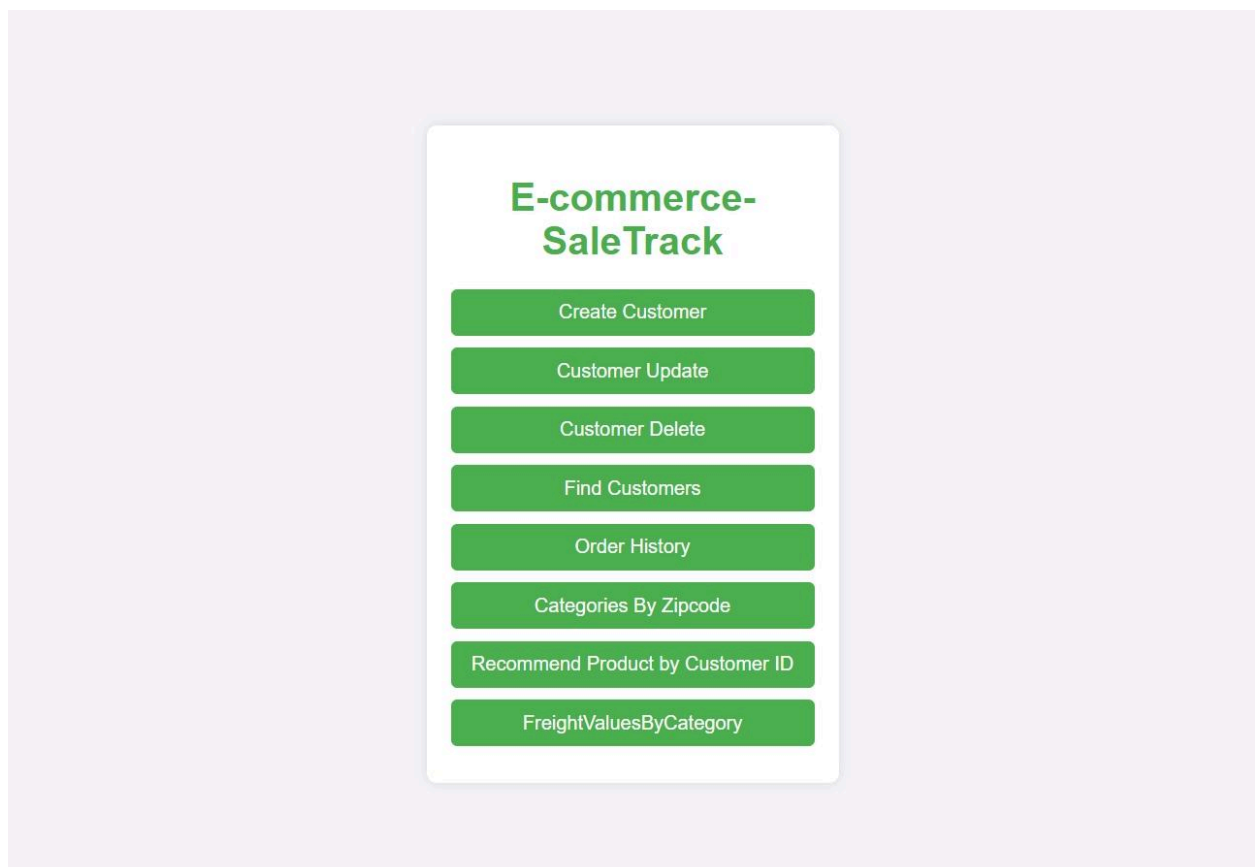 E-commerce-
SaleTrack
Create Customer
Customer Update
Customer Delete
Find Customers
Order History
Categories By Zipcode
Recommend Product by Customer ID
FreightValuesByCategory